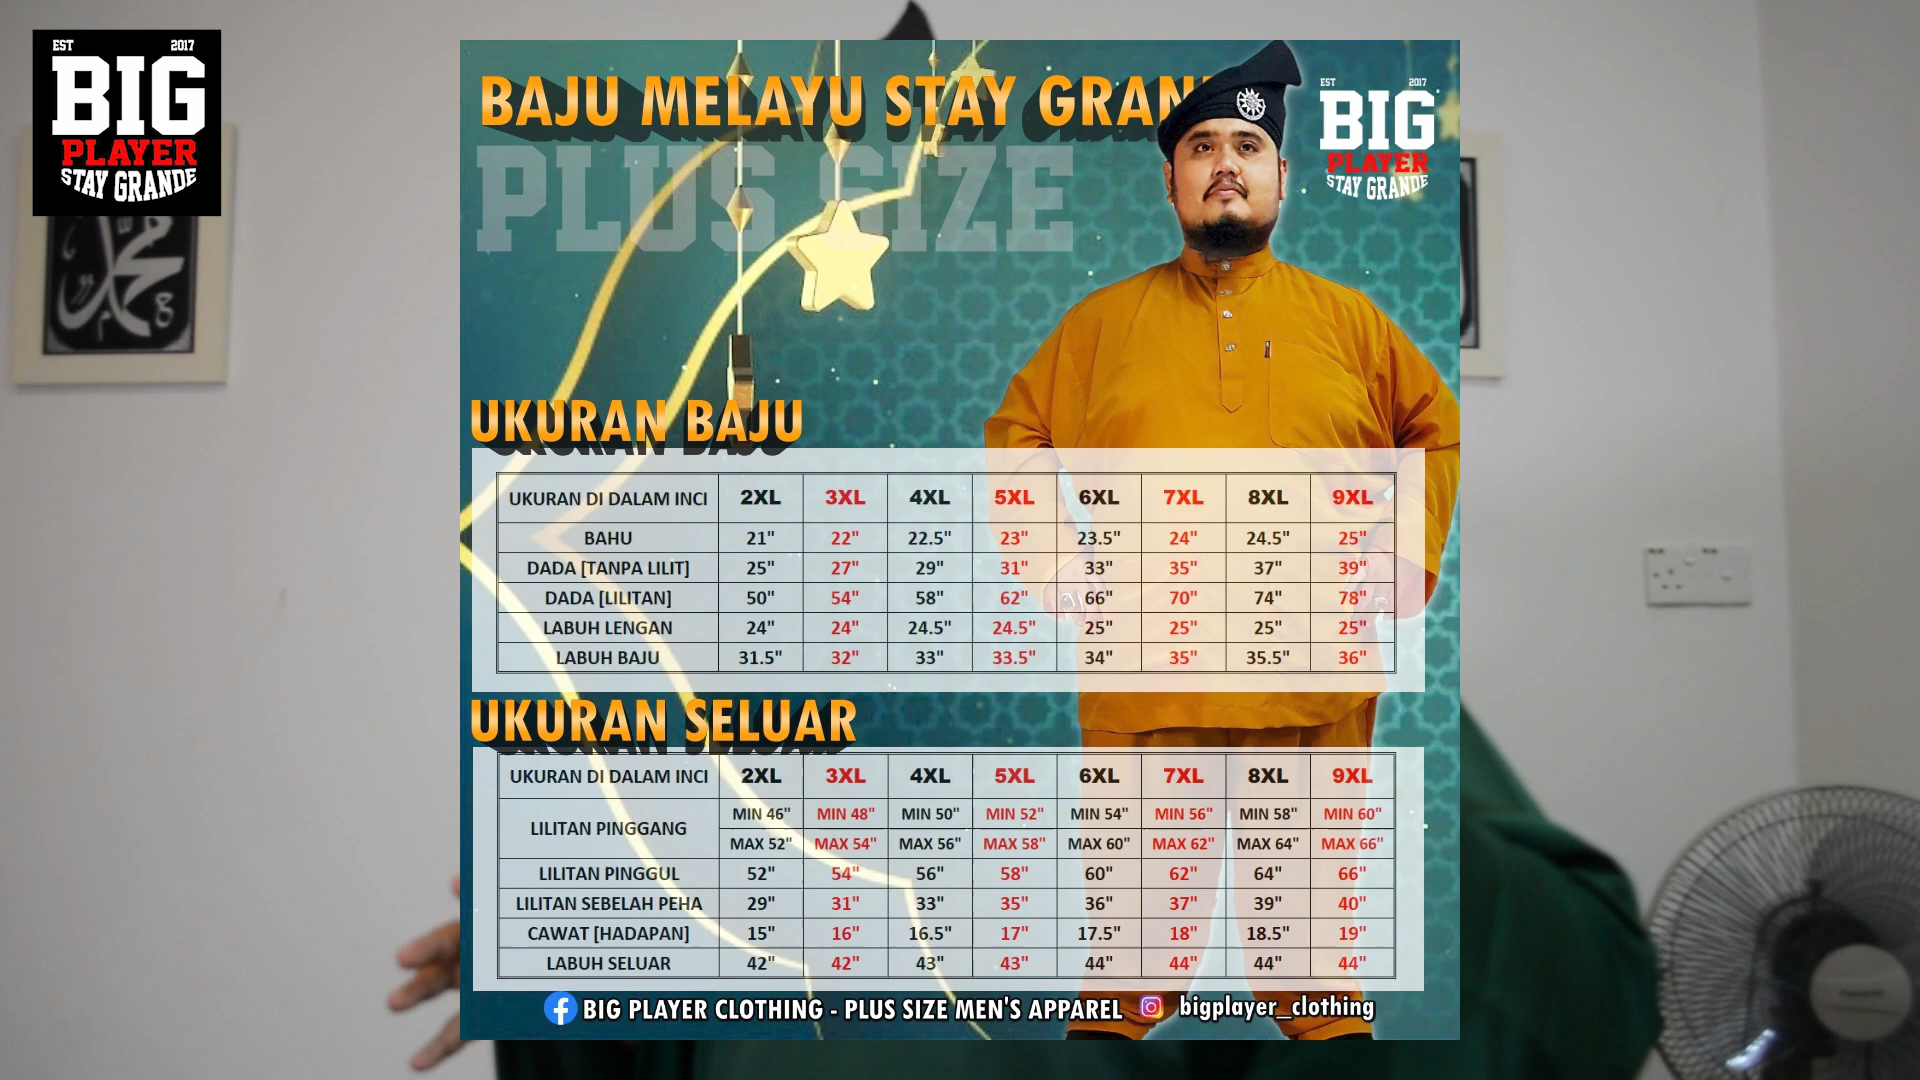 EST 2017
BIG
PLAYER
STAY GRANDE
BAJU MELAYU STAY GRAN
EST 2017
BIG
PLAYER
STAY GRANDE
PLUS SIZE
UKURAN BAJU
UKURAN DI DALAM INCI 2XL 3XL 4XL 5XL 6XL 7XL 8XL 9XL
BAHU 21" 22" 22.5" 23" 23.5" 24" 24.5" 25"
DADA [TANPA LILIT] 25" 27" 29" 31" 33" 35" 37" 39"
DADA [LILITAN] 50" 54" 58" 62" 66" 70" 74" 78"
LABUH LENGAN 24" 24" 24.5" 24.5" 25" 25" 25" 25"
LABUH BAJU 31.5" 32" 33" 33.5" 34" 35" 35.5" 36"
UKURAN SELUAR
UKURAN DI DALAM INCI 2XL 3XL 4XL 5XL 6XL 7XL 8XL 9XL
LILITAN PINGGANG MIN 46" MIN 48" MIN 50" MIN 52" MIN 54" MIN 56" MIN 58" MIN 60"
MAX 52" MAX 54" MAX 56" MAX 58" MAX 60" MAX 62" MAX 64" MAX 66"
LILITAN PINGGUL 52" 54" 56" 58" 60" 62" 64" 66"
LILITAN SEBELAH PEHA 29" 31" 33" 35" 36" 37" 39" 40"
CAWAT [HADAPAN] 15" 16" 16.5" 17" 17.5" 18" 18.5" 19"
LABUH SELUAR 42" 42" 43" 43" 44" 44" 44" 44"
BIG PLAYER CLOTHING - PLUS SIZE MEN'S APPAREL bigplayer_clothing